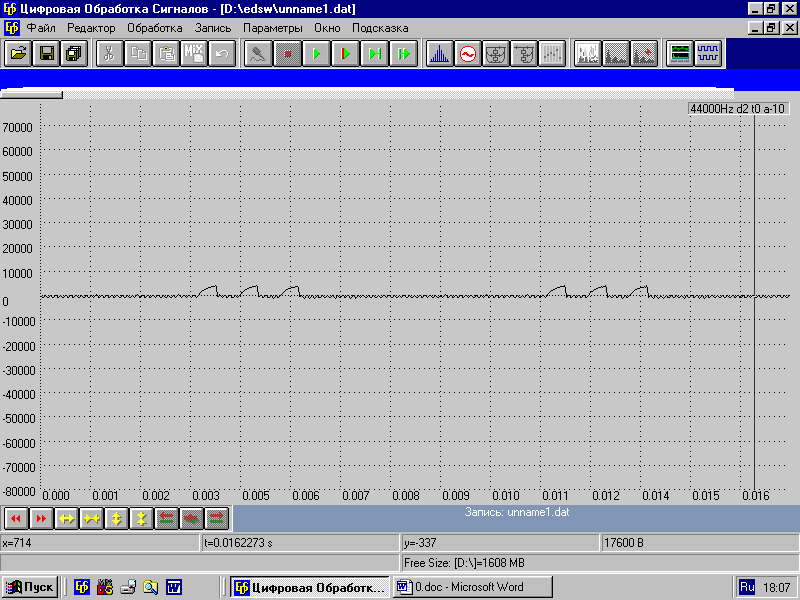 Цифровая Обработка Сигналов - [D:\edsw\unname1.dat]
Файл Редактор Обработка Запись Параметры Окно Подсказка
MiX
44000Hz d2 t0 a-10
70000
60000
50000
40000
30000
20000
10000
0
-10000
-20000
-30000
-40000
-50000
-60000
-70000
-80000
0.000 0.001 0.002 0.003 0.005 0.006 0.007 0.008 0.009 0.010 0.011 0.012 0.014 0.015 0.016
Запись: unname1.dat
x=714 t=0.0162273 s y=-337 17600 B
Free Size: [D:\]=1608 MB
Пуск Цифровая Обработк... 0.doc - Microsoft Word Ru 18:07